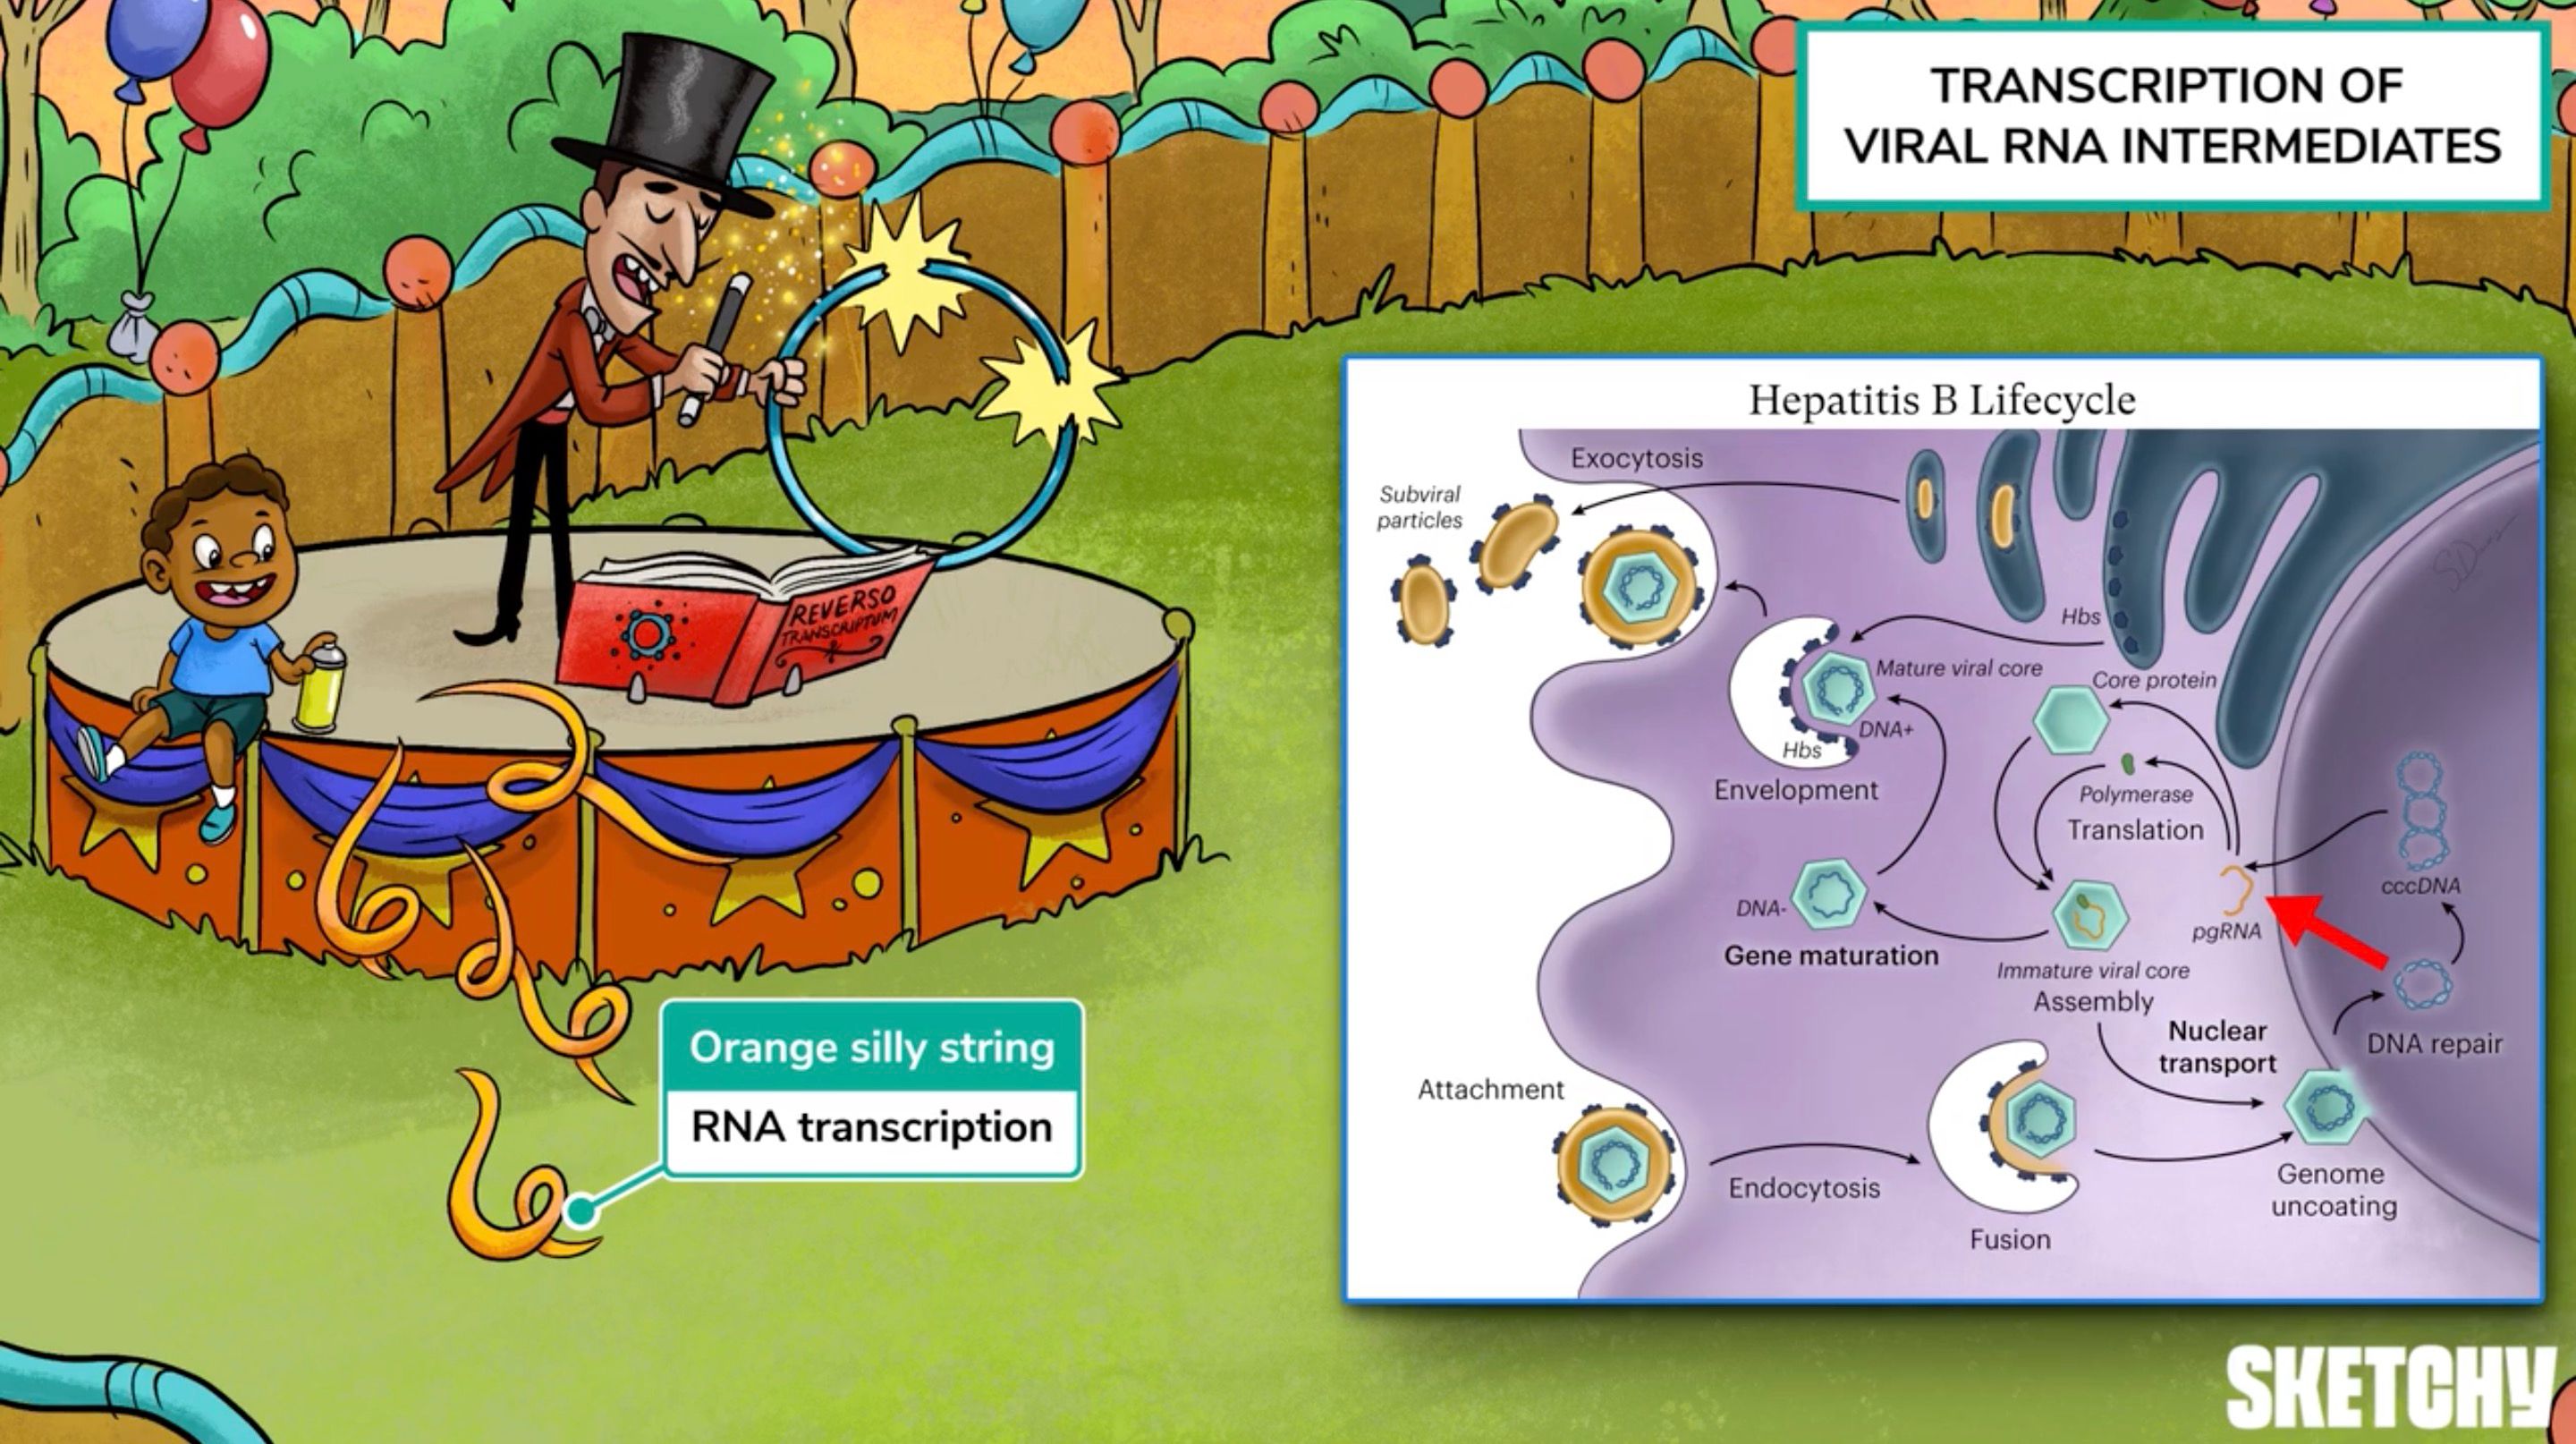 TRANSCRIPTION OF
VIRAL RNA INTERMEDIATES
REVERSO
TRANSCRIPTUM
Orange silly string
RNA transcription
Hepatitis B Lifecycle
Exocytosis
Subviral
particles
Hbs
Mature viral core
Core protein
DNA+
Hbs
Envelopment
Polymerase
Translation
cccDNA
DNA-
pgRNA
Gene maturation
Immature viral core
Assembly
Nuclear
transport
DNA repair
Attachment
Endocytosis
Fusion
Genome
uncoating
SKETCHY